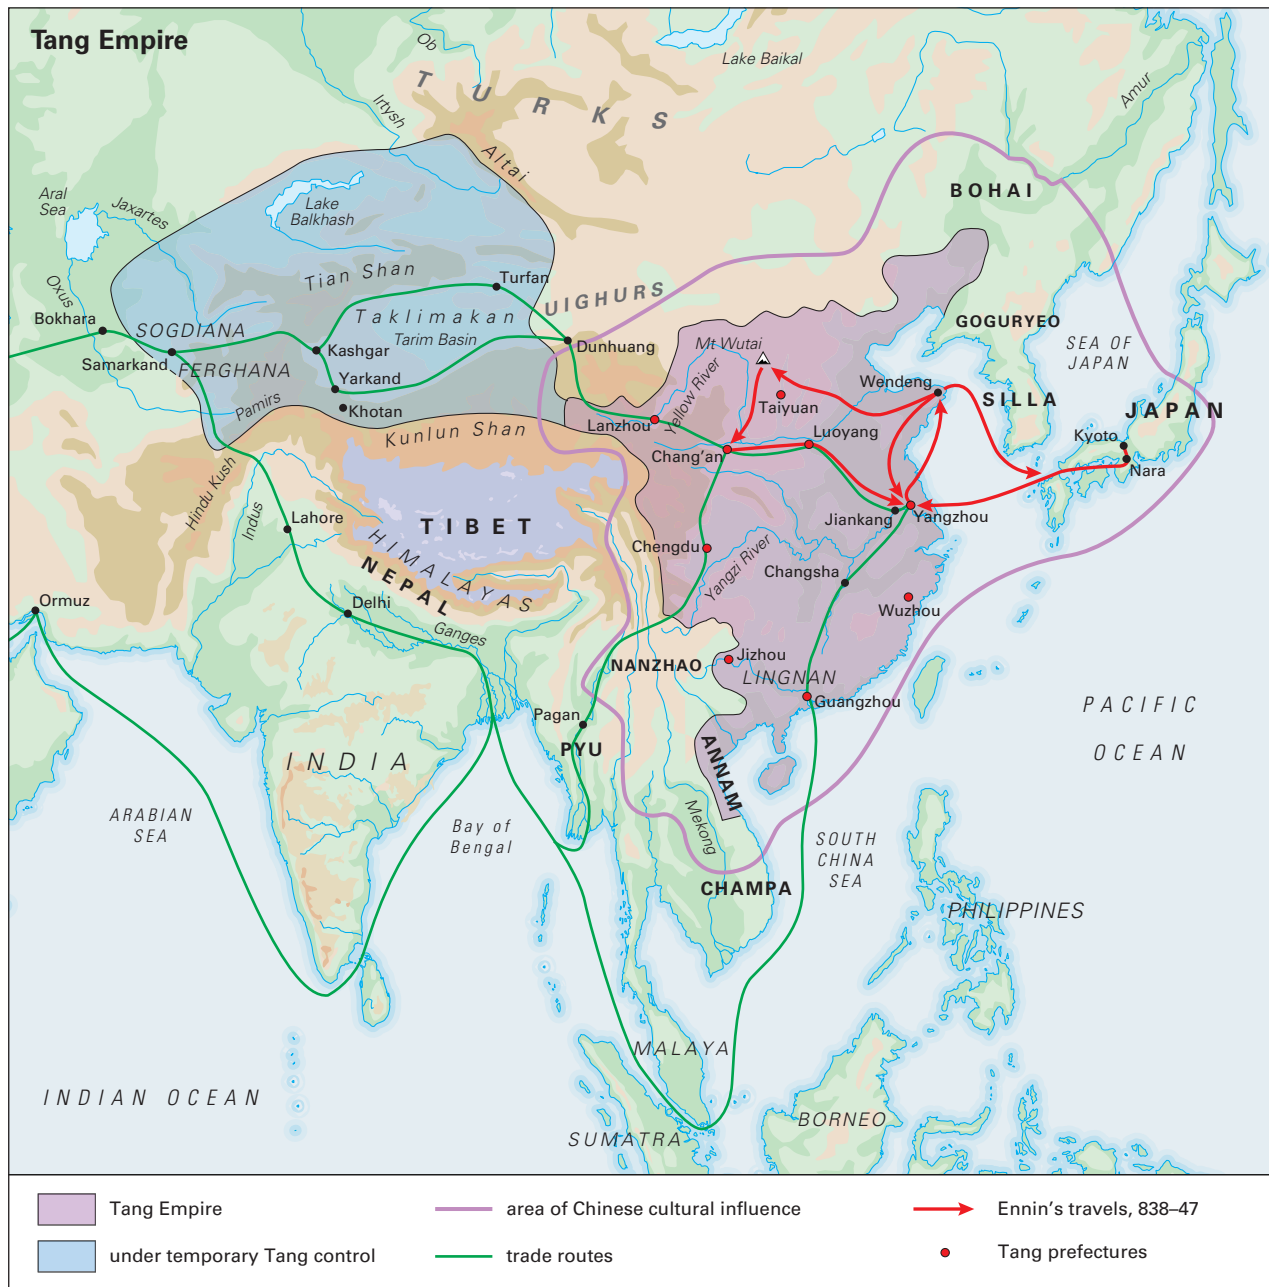 Tang Empire
Ob
Lake Baikal
TURKS
Irtysh
Amur
Altai
BOHAI
Aral
Sea
Jaxartes
Lake
Balkhash
Tian Shan
Turfan
UIGHURS
Oxus
Bokhara
SOGDIANA
Taklimakan
Tarim Basin
Dunhuang
GOGURYEO
SEA OF
JAPAN
Mt Wutai
Samarkand
FERGHANA
Kashgar
Yarkand
Wendeng
Pamirs
Khotan
Yellow River
Taiyuan
SILLA
JAPAN
Kunlun Shan
Lanzhou
Luoyang
Kyoto
Chang'an
Nara
Hindu Kush
Indus
Lahore
TIBET
Jiankang
Yangzhou
HIMALAYAS
Chengdu
Yangzi River
Changsha
NEPAL
Ormuz
Delhi
Ganges
Wuzhou
NANZHAO
Jizhou
LINGNAN
Guangzhou
PACIFIC
OCEAN
Pagan
PYU
INDIA
ANNAM
ARABIAN
SEA
Bay of
Bengal
Mekong
SOUTH
CHINA
SEA
CHAMPA
PHILIPPINES
MALAYA
INDIAN OCEAN
BORNEO
SUMATRA
Tang Empire
area of Chinese cultural influence
Ennin's travels, 838–47
under temporary Tang control
trade routes
Tang prefectures